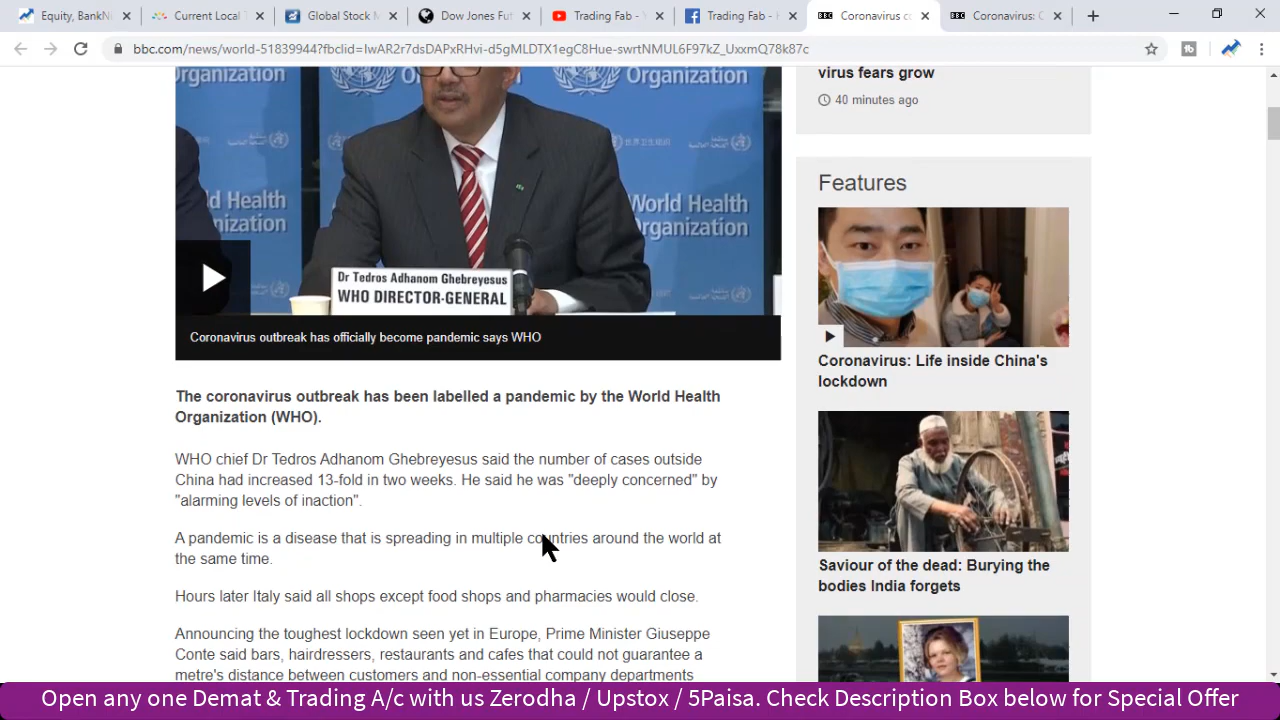 Equity, BankNi
Current Local T
Global Stock M
Dow Jones Fut
Trading Fab - Y
Trading Fab - H
BBC Coronavirus co
BBC Coronavirus: C
bbc.com/news/world-51839944?fbclid=IwAR2r7dsDAPxRHvi-d5gMLDTX1egC8Hue-swrtNMUL6F97kZ_UxxmQ78k87c
Organization
Organization
World Health
Organization
Dr Tedros Adhanom Ghebreyesus
WHO DIRECTOR-GENERAL
Coronavirus outbreak has officially become pandemic says WHO
The coronavirus outbreak has been labelled a pandemic by the World Health
Organization (WHO).
WHO chief Dr Tedros Adhanom Ghebreyesus said the number of cases outside
China had increased 13-fold in two weeks. He said he was "deeply concerned" by
"alarming levels of inaction".
A pandemic is a disease that is spreading in multiple countries around the world at
the same time.
Hours later Italy said all shops except food shops and pharmacies would close.
Announcing the toughest lockdown seen yet in Europe, Prime Minister Giuseppe
Conte said bars, hairdressers, restaurants and cafes that could not guarantee a
metre's distance between customers and non-essential company departments
virus fears grow
40 minutes ago
Features
Coronavirus: Life inside China's
lockdown
Saviour of the dead: Burying the
bodies India forgets
Open any one Demat & Trading A/c with us Zerodha / Upstox / 5Paisa. Check Description Box below for Special Offer